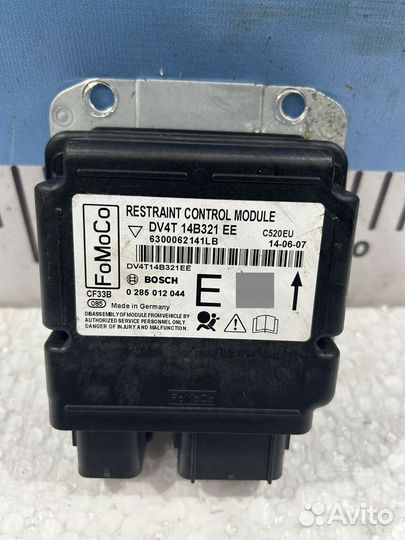 FoMoCo
RESTRAINT CONTROL MODULE
DV4T 14B321 EE
C520EU
6300062141LB
14-06-07
DV4T14B321EE
BOSCH
E
CF33B
0 285 012 044
085
Made in Germany
DISASSEMBLY OF MODULE FROM VEHICLE BY
AUTHORIZED SERVICE PERSONNEL ONLY.
DANGER OF INJURY AND MALFUNCTION.
FoMoCo
Avito